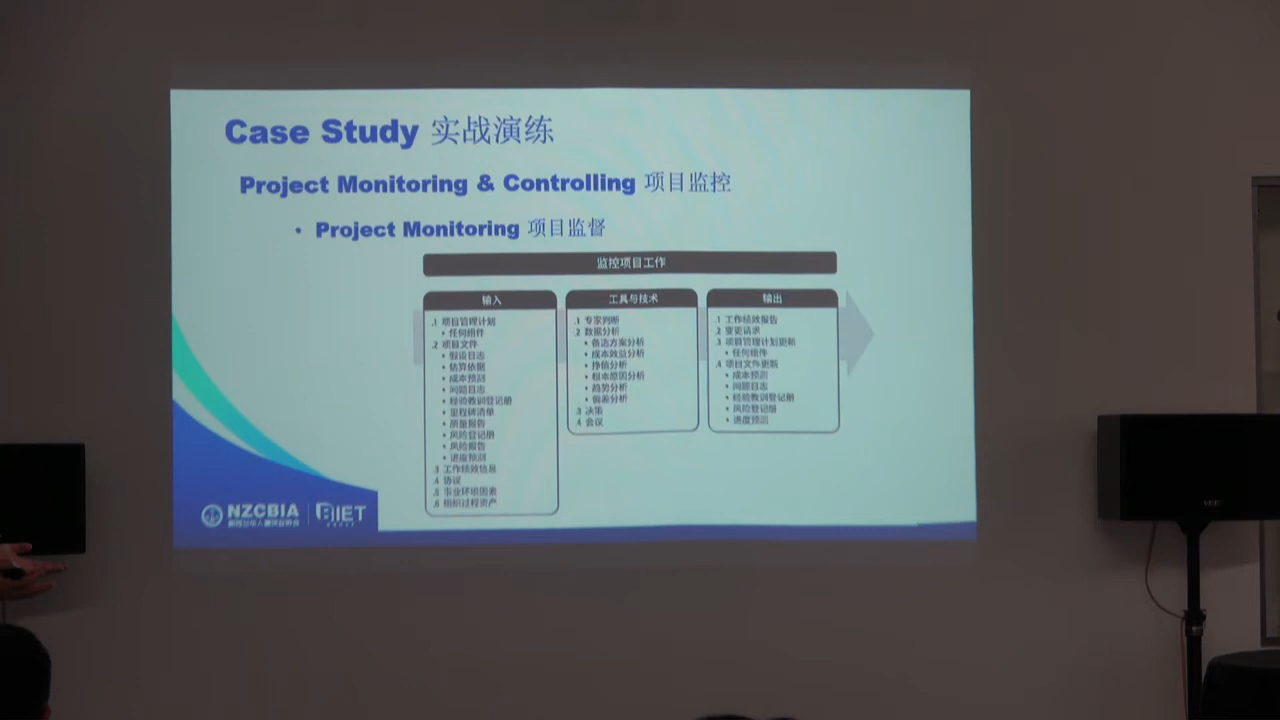 Case Study 实战演练
Project Monitoring & Controlling 项目监控
• Project Monitoring 项目监督
监控项目工作
输入
.1 项目管理计划
• 任何组件
.2 项目文件
• 假设日志
• 估算依据
• 成本预测
• 问题日志
• 经验教训登记册
• 里程碑清单
• 质量报告
• 风险登记册
• 风险报告
• 进度预测
.3 工作绩效信息
.4 协议
.5 事业环境因素
.6 组织过程资产
工具与技术
.1 专家判断
.2 数据分析
• 备选方案分析
• 成本效益分析
• 挣值分析
• 根本原因分析
• 趋势分析
• 偏差分析
.3 决策
.4 会议
输出
.1 工作绩效报告
.2 变更请求
.3 项目管理计划更新
• 任何组件
.4 项目文件更新
• 成本预测
• 问题日志
• 经验教训登记册
• 风险登记册
• 进度预测
NZCBIA
BIET